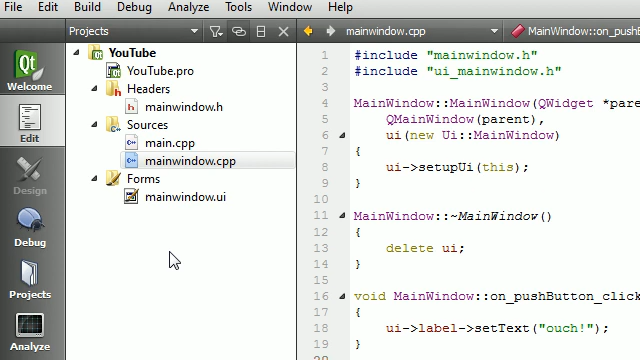 File Edit Build Debug Analyze Tools Window Help
Projects
mainwindow.cpp
Welcome
Edit
Design
Debug
Projects
Analyze
YouTube
YouTube.pro
Headers
mainwindow.h
Sources
main.cpp
mainwindow.cpp
Forms
mainwindow.ui
1 #include "mainwindow.h"
2 #include "ui_mainwindow.h"
3
4 MainWindow::MainWindow(QWidget *pare
5 QMainWindow(parent),
6 ui(new Ui::MainWindow)
7 {
8 ui->setupUi(this);
9 }
10
11 MainWindow::~MainWindow()
12 {
13 delete ui;
14 }
15
16 void MainWindow::on_pushButton_click
17 {
18 ui->label->setText("ouch!");
19 }
20
MainWindow::on_pushB